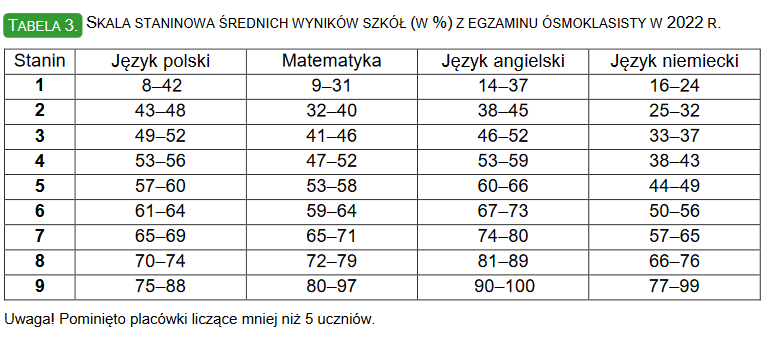 TABELA 3. SKALA STANINOWA ŚREDNICH WYNIKÓW SZKÓŁ (W %) Z EGZAMINU ÓSMOKLASISTY W 2022 R.
Stanin Język polski Matematyka Język angielski Język niemiecki
1 8–42 9–31 14–37 16–24
2 43–48 32–40 38–45 25–32
3 49–52 41–46 46–52 33–37
4 53–56 47–52 53–59 38–43
5 57–60 53–58 60–66 44–49
6 61–64 59–64 67–73 50–56
7 65–69 65–71 74–80 57–65
8 70–74 72–79 81–89 66–76
9 75–88 80–97 90–100 77–99
Uwaga! Pominięto placówki liczące mniej niż 5 uczniów.